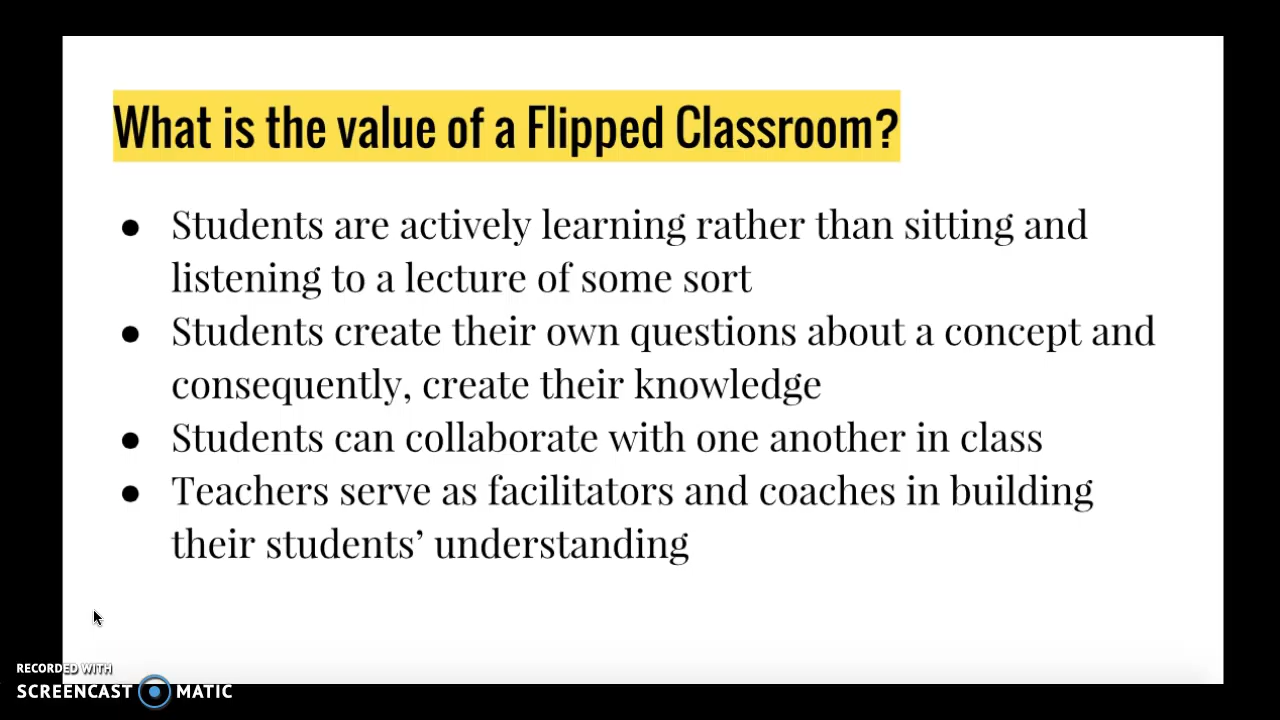 What is the value of a Flipped Classroom?
● Students are actively learning rather than sitting and
listening to a lecture of some sort
● Students create their own questions about a concept and
consequently, create their knowledge
● Students can collaborate with one another in class
● Teachers serve as facilitators and coaches in building
their students’ understanding
RECORDED WITH
SCREENCAST MATIC